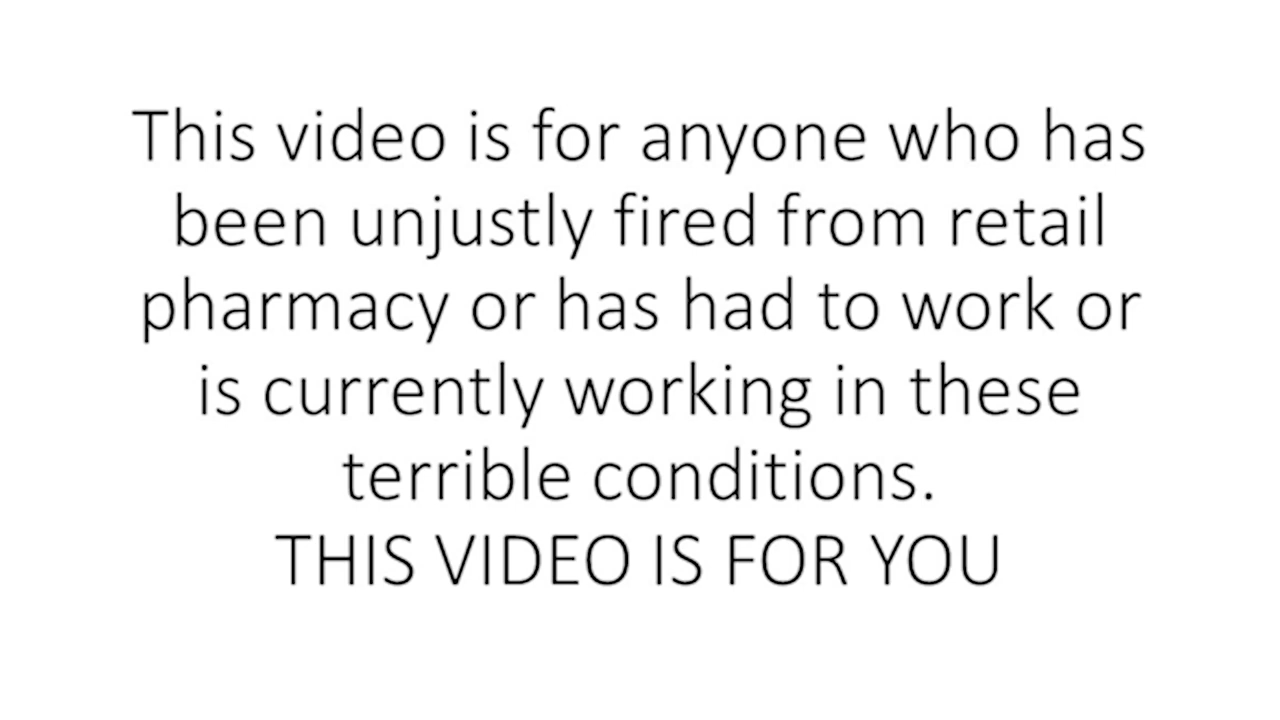 This video is for anyone who has
been unjustly fired from retail
pharmacy or has had to work or
is currently working in these
terrible conditions.
THIS VIDEO IS FOR YOU